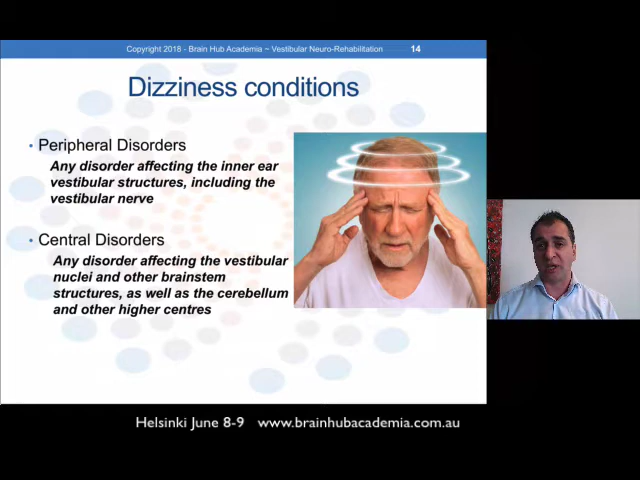 Copyright 2018 - Brain Hub Academia ~ Vestibular Neuro-Rehabilitation 14
Dizziness conditions
• Peripheral Disorders
Any disorder affecting the inner ear
vestibular structures, including the
vestibular nerve
• Central Disorders
Any disorder affecting the vestibular
nuclei and other brainstem
structures, as well as the cerebellum
and other higher centres
Helsinki June 8-9 www.brainhubacademia.com.au